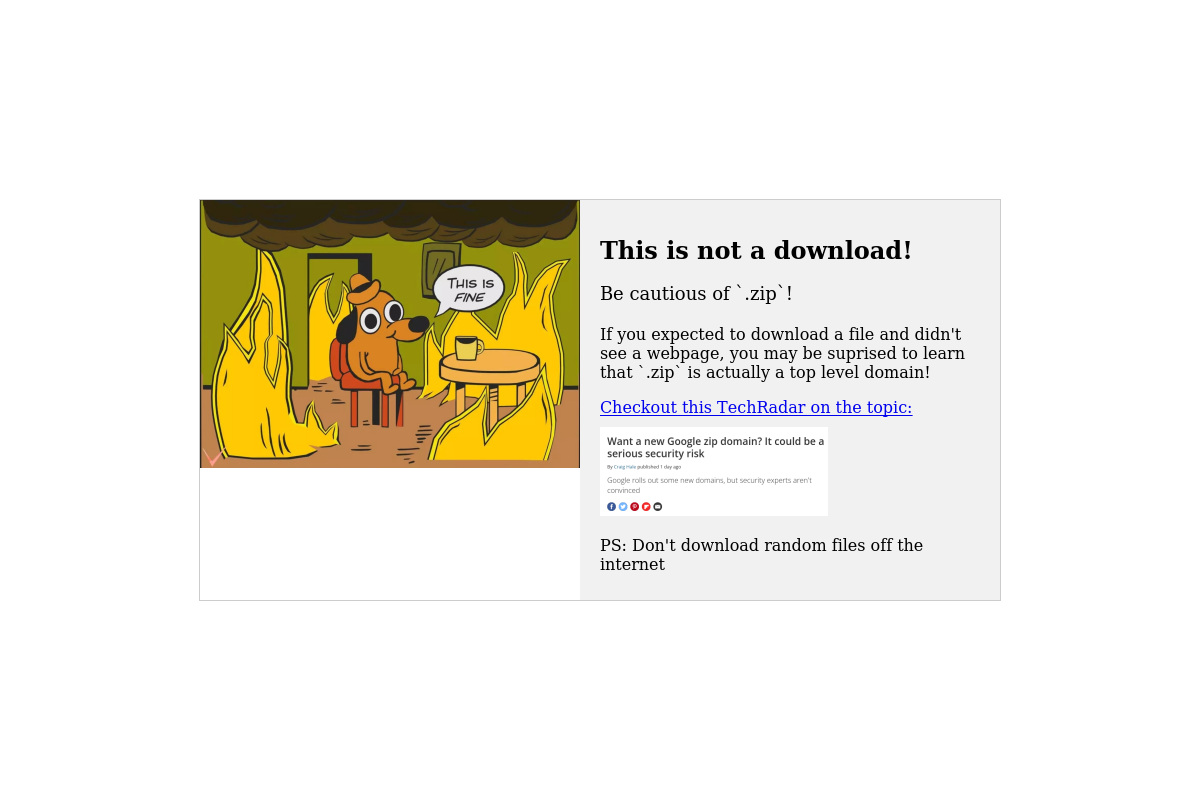 THIS IS
FINE
This is not a download!
Be cautious of `.zip`!
If you expected to download a file and didn't
see a webpage, you may be suprised to learn
that `.zip` is actually a top level domain!
Checkout this TechRadar on the topic:
Want a new Google zip domain? It could be a
serious security risk
By Craig Hale published 1 day ago
Google rolls out some new domains, but security experts aren't
convinced
PS: Don't download random files off the
internet